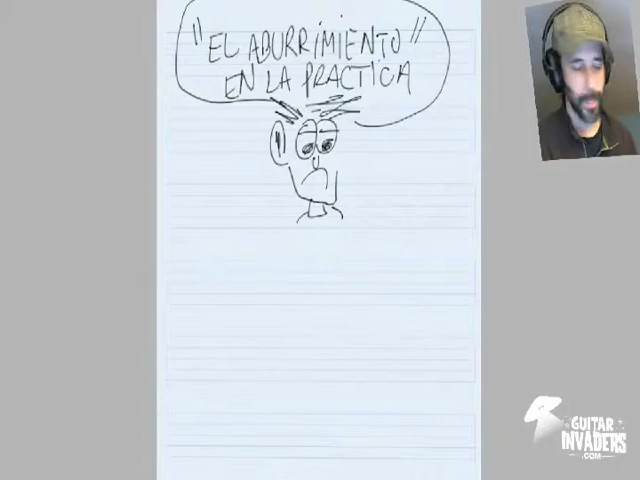 "EL ABURRIMIENTO"
EN LA PRACTICA
GUITAR
INVADERS
.COM